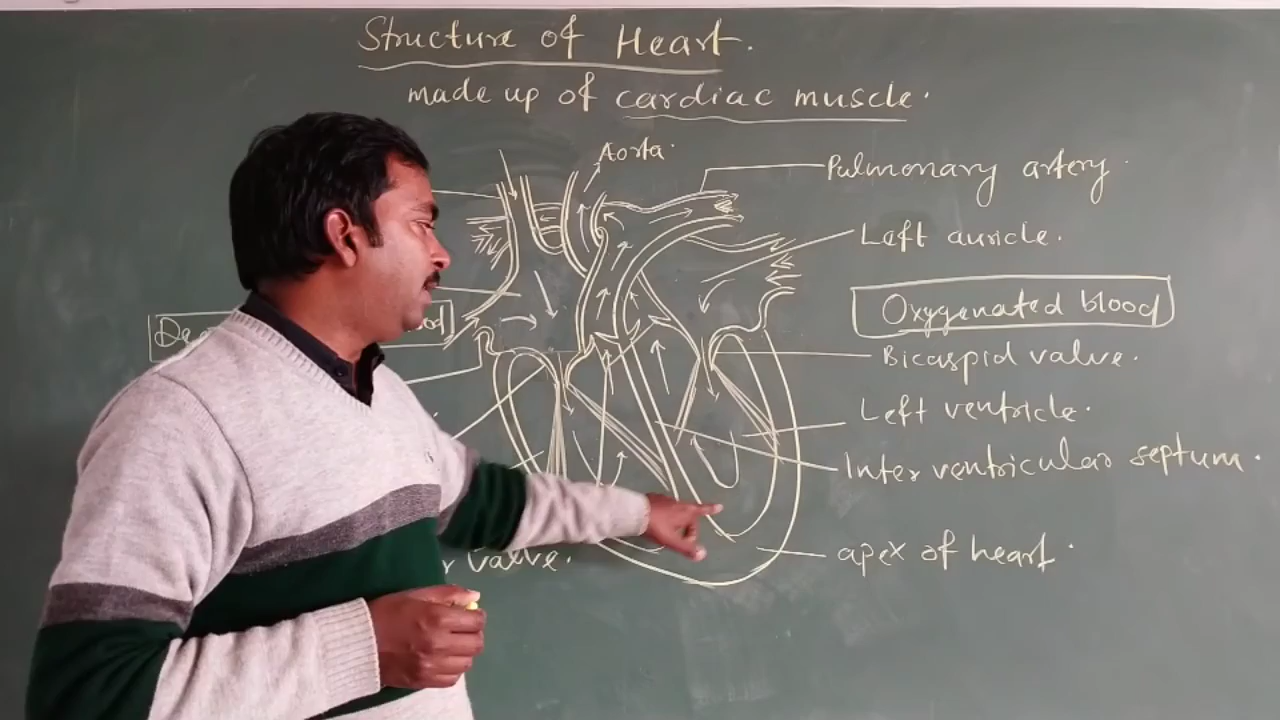 Structure of Heart.
made up of cardiac muscle.
Aorta.
Pulmonary artery.
Left auricle.
Oxygenated blood
Bicuspid valve.
Left ventricle.
Inter ventricular septum.
apex of heart.
valve.